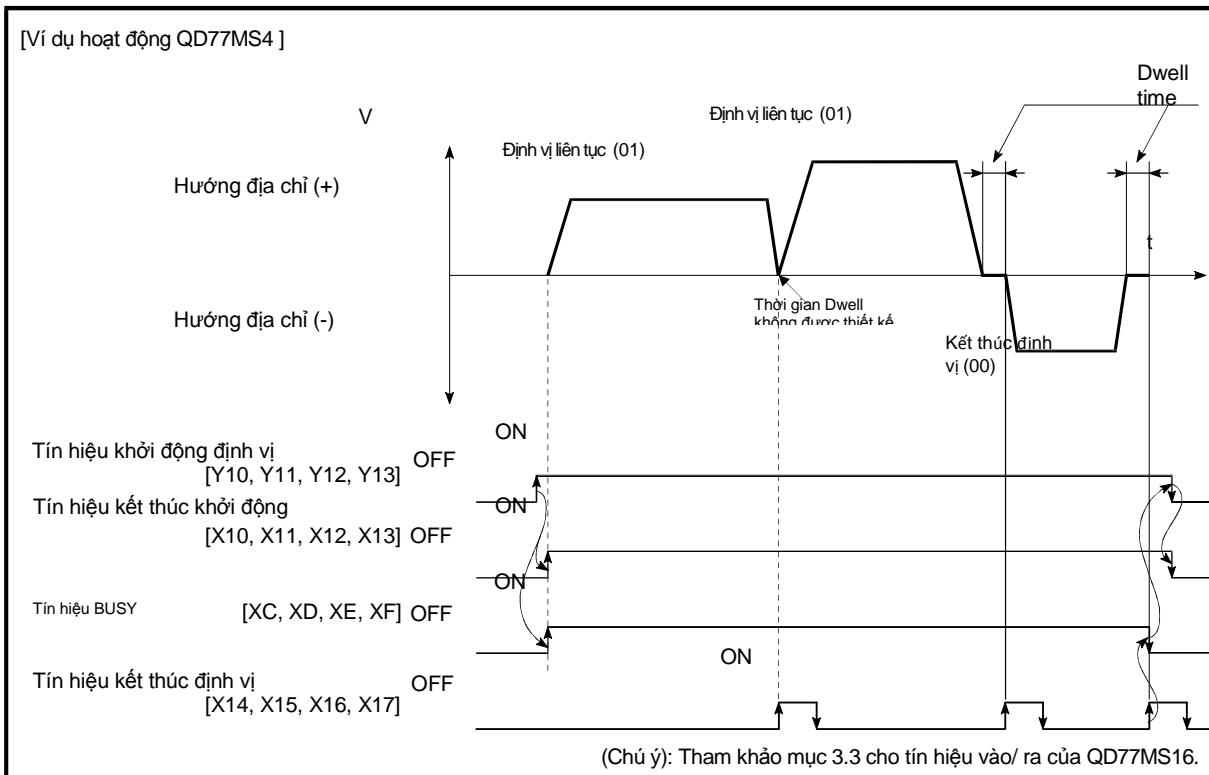 [Ví dụ hoạt động QD77MS4 ]
Dwell
time
V
Định vị liên tục (01)
Định vị liên tục (01)
Hướng địa chỉ (+)
t
Thời gian Dwell
không được thiết kế
Hướng địa chỉ (-)
Kết thúc định
vị (00)
ON
Tín hiệu khởi động định vị
OFF
[Y10, Y11, Y12, Y13]
ON
Tín hiệu kết thúc khởi động
[X10, X11, X12, X13] OFF
ON
Tín hiệu BUSY [XC, XD, XE, XF] OFF
ON
Tín hiệu kết thúc định vị
OFF
[X14, X15, X16, X17]
(Chú ý): Tham khảo mục 3.3 cho tín hiệu vào/ ra của QD77MS16.